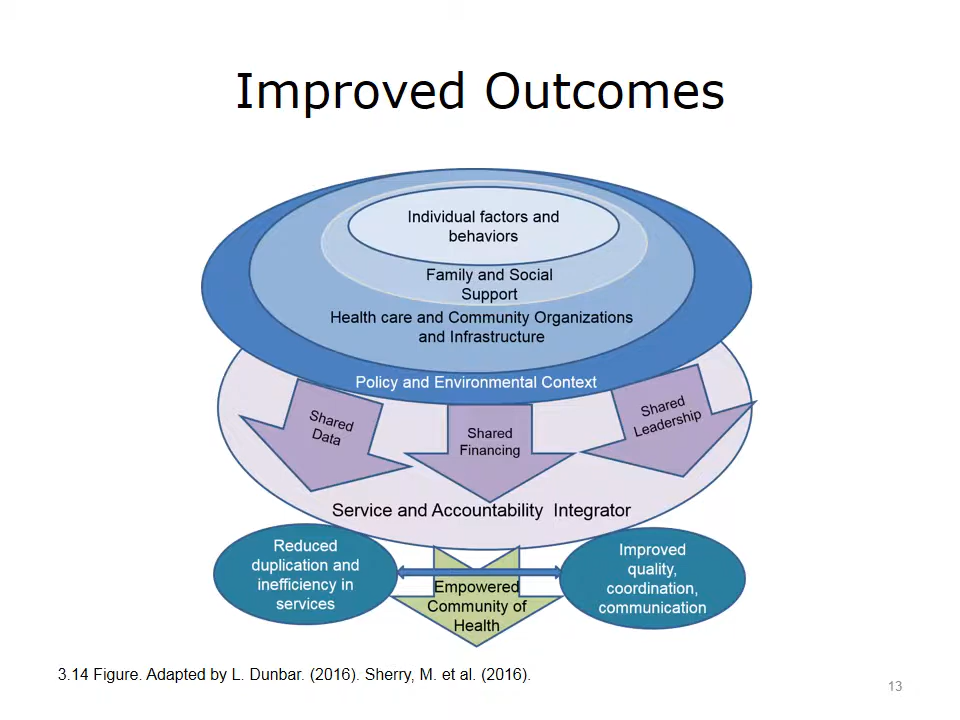 Improved Outcomes
Individual factors and
behaviors
Family and Social
Support
Health care and Community Organizations
and Infrastructure
Policy and Environmental Context
Shared
Data
Shared
Financing
Shared
Leadership
Service and Accountability Integrator
Reduced
duplication and
inefficiency in
services
Empowered
Community of
Health
Improved
quality,
coordination,
communication
3.14 Figure. Adapted by L. Dunbar. (2016). Sherry, M. et al. (2016).
13